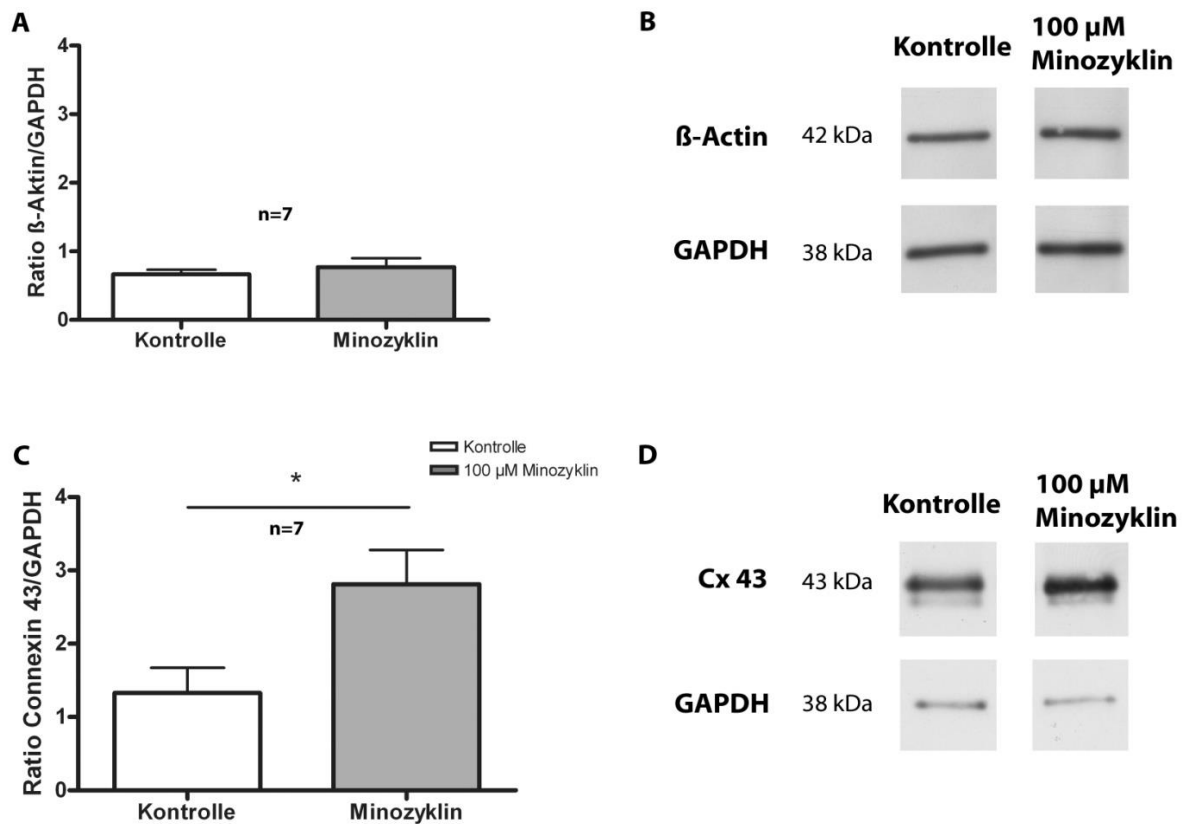 A
Ratio ß-Aktin/GAPDH
4
3
2
1
0
n=7
Kontrolle
Minozyklin
B
Kontrolle
100 µM
Minozyklin
ß-Actin
42 kDa
GAPDH
38 kDa
C
Kontrolle
100 µM Minozyklin
Ratio Connexin 43/GAPDH
4
3
2
1
0
*
n=7
Kontrolle
Minozyklin
D
Kontrolle
100 µM
Minozyklin
Cx 43
43 kDa
GAPDH
38 kDa